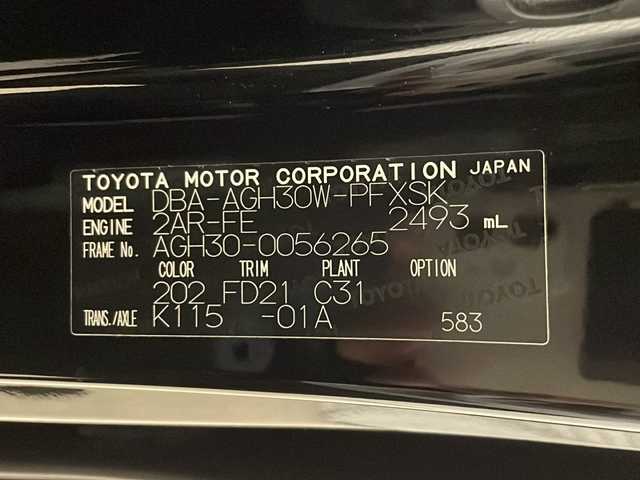 TOYOTA MOTOR CORPORATION JAPAN
MODEL DBA-AGH30W-PFXSK
ENGINE 2AR-FE 2493 mL
FRAME No. AGH30-0056265
COLOR TRIM PLANT OPTION
202 FD21 C31
TRANS./AXLE K115 -01A 583